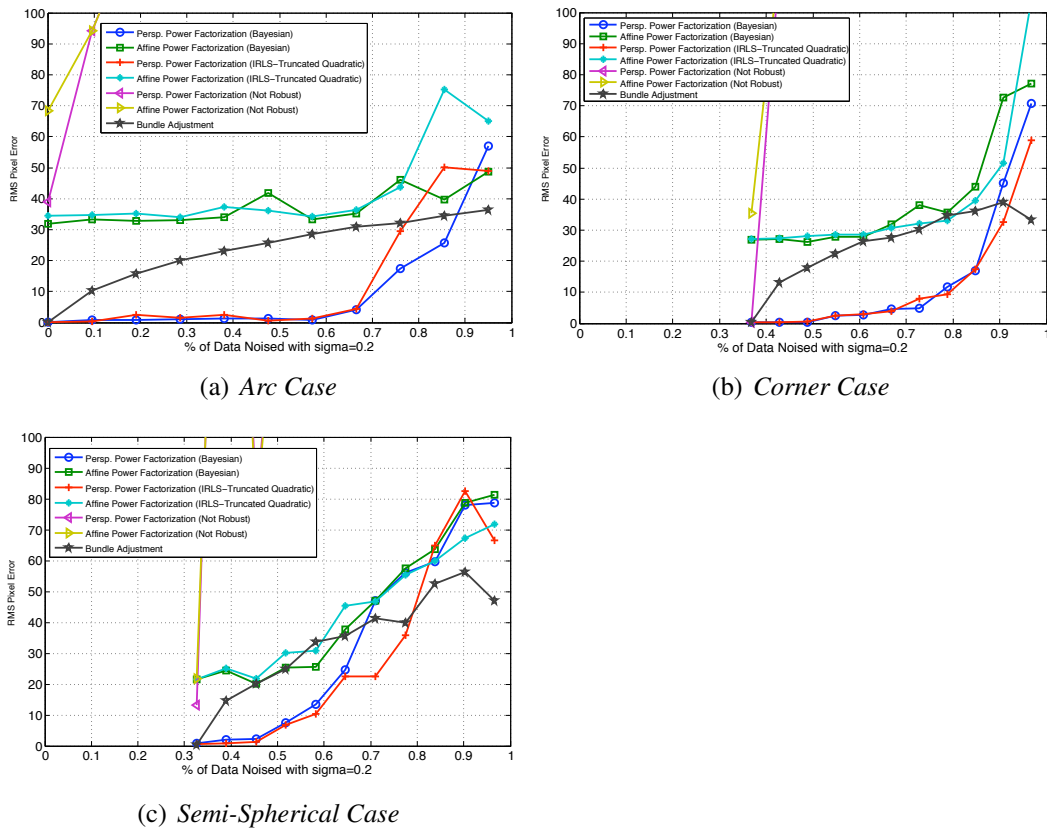 100
90
80
70
60
50
40
30
20
10
0
RMS Pixel Error
Persp. Power Factorization (Bayesian)
Affine Power Factorization (Bayesian)
Persp. Power Factorization (IRLS−Truncated Quadratic)
Affine Power Factorization (IRLS−Truncated Quadratic)
Persp. Power Factorization (Not Robust)
Affine Power Factorization (Not Robust)
Bundle Adjustment
0 0.1 0.2 0.3 0.4 0.5 0.6 0.7 0.8 0.9 1
% of Data Noised with sigma=0.2
(a) Arc Case
100
90
80
70
60
50
40
30
20
10
0
RMS Pixel Error
Persp. Power Factorization (Bayesian)
Affine Power Factorization (Bayesian)
Persp. Power Factorization (IRLS−Truncated Quadratic)
Affine Power Factorization (IRLS−Truncated Quadratic)
Persp. Power Factorization (Not Robust)
Affine Power Factorization (Not Robust)
Bundle Adjustment
0 0.1 0.2 0.3 0.4 0.5 0.6 0.7 0.8 0.9 1
% of Data Noised with sigma=0.2
(b) Corner Case
100
90
80
70
60
50
40
30
20
10
0
RMS Pixel Error
Persp. Power Factorization (Bayesian)
Affine Power Factorization (Bayesian)
Persp. Power Factorization (IRLS−Truncated Quadratic)
Affine Power Factorization (IRLS−Truncated Quadratic)
Persp. Power Factorization (Not Robust)
Affine Power Factorization (Not Robust)
Bundle Adjustment
0 0.1 0.2 0.3 0.4 0.5 0.6 0.7 0.8 0.9 1
% of Data Noised with sigma=0.2
(c) Semi-Spherical Case